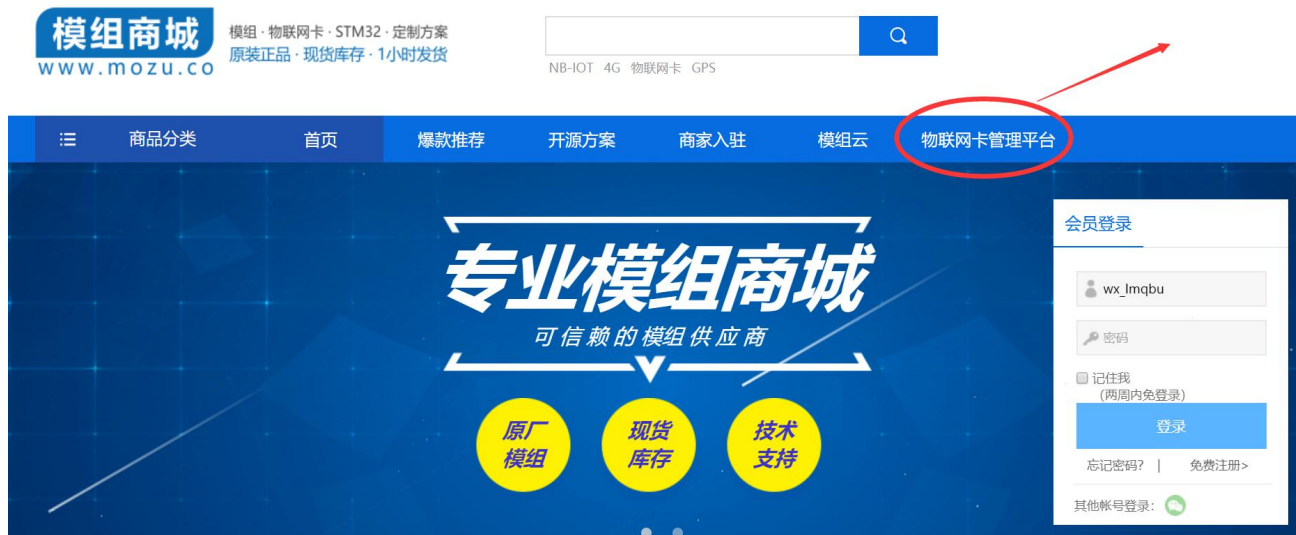 模组商城
www.mozu.co
模组 · 物联网卡 · STM32 · 定制方案
原装正品 · 现货库存 · 1小时发货
NB-IOT 4G 物联网卡 GPS
商品分类 首页 爆款推荐 开源方案 商家入驻 模组云 物联网卡管理平台
专业模组商城
可信赖的模组供应商
原厂
模组
现货
库存
技术
支持
会员登录
wx_lmqbu
密码
记住我
(两周内免登录)
登录
忘记密码? | 免费注册>
其他帐号登录: